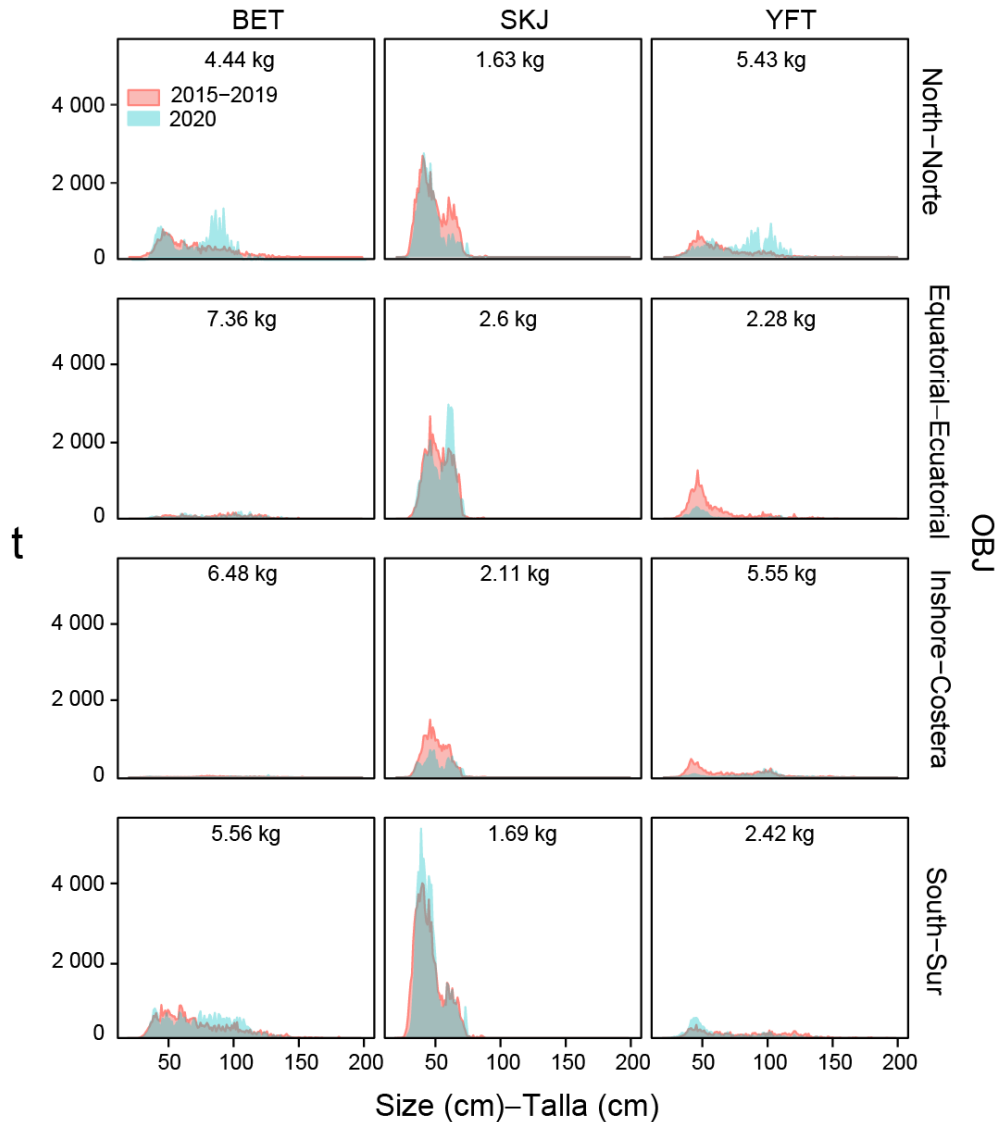 BET SKJ YFT
4.44 kg 1.63 kg 5.43 kg
2015−2019
2020
4 000
2 000
0
North−Norte
7.36 kg 2.6 kg 2.28 kg
4 000
2 000
0
Equatorial−Ecuatorial
t
OBJ
6.48 kg 2.11 kg 5.55 kg
4 000
2 000
0
Inshore−Costera
5.56 kg 1.69 kg 2.42 kg
4 000
2 000
0
South−Sur
50 100 150 200 50 100 150 200 50 100 150 200
Size (cm)−Talla (cm)